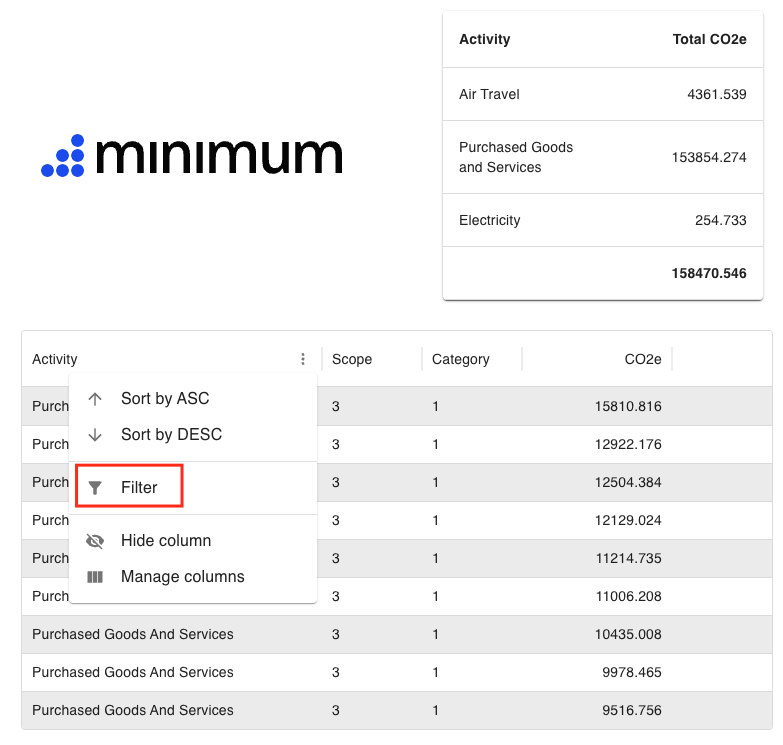 Activity Total CO2e
Air Travel 4361.539
minimum
Purchased Goods
and Services 153854.274
Electricity 254.733
158470.546
Activity Scope Category CO2e
Sort by ASC
Purch 3 1 15810.816
Sort by DESC
Purch 3 1 12922.176
Purch 3 1 12504.384
Filter
Purch 3 1 12129.024
Hide column
Purch 3 1 11214.735
Manage columns
Purch 3 1 11006.208
Purchased Goods And Services 3 1 10435.008
Purchased Goods And Services 3 1 9978.465
Purchased Goods And Services 3 1 9516.756